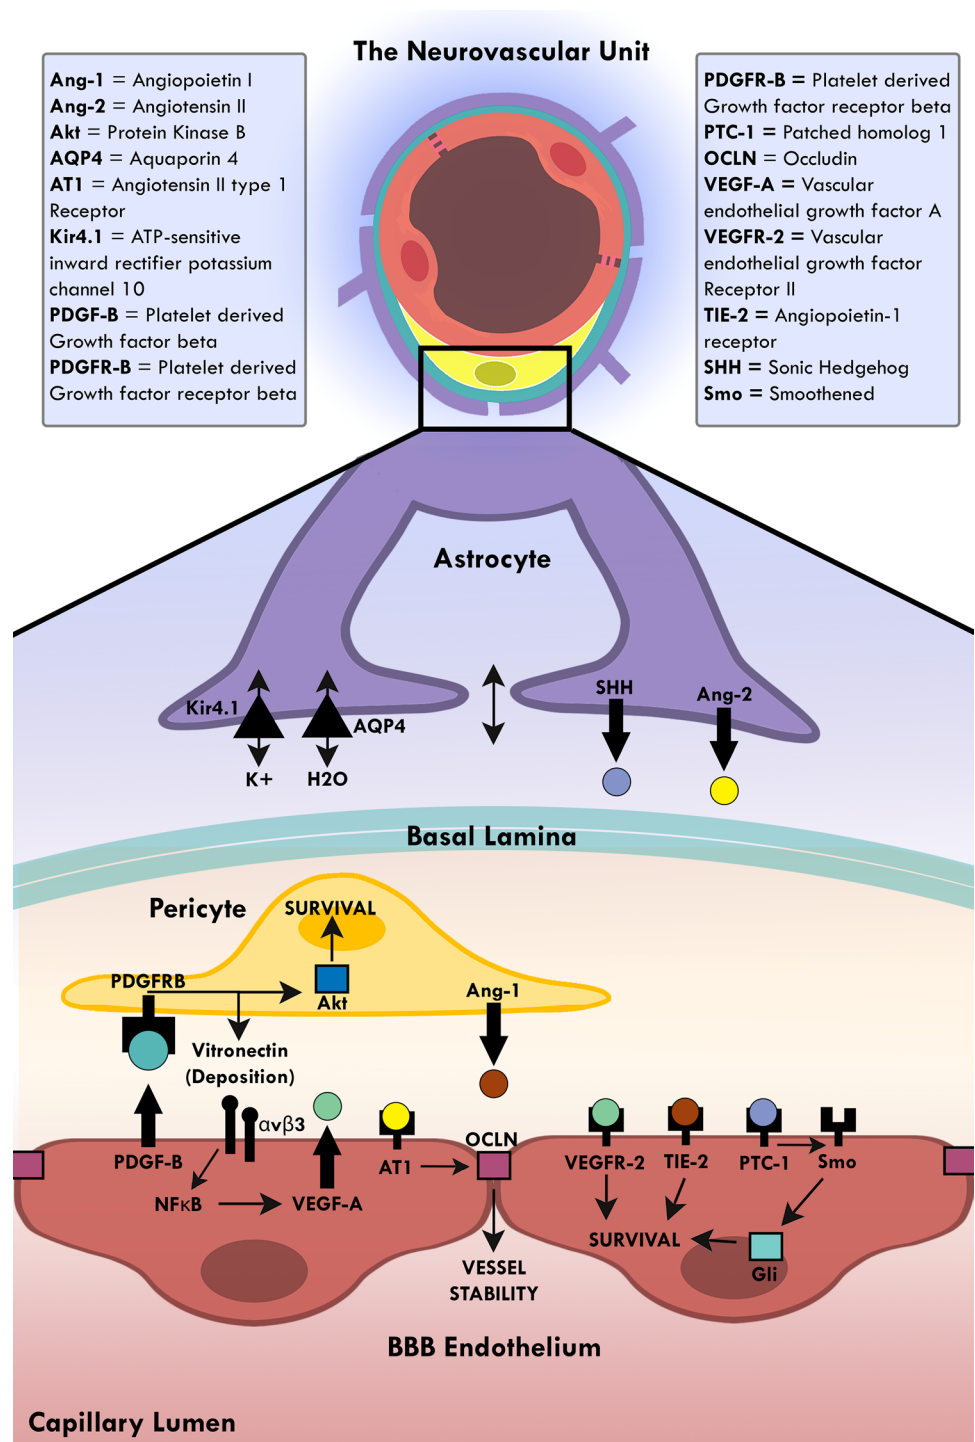 The Neurovascular Unit
Ang-1 = Angiopoietin I
Ang-2 = Angiotensin II
Akt = Protein Kinase B
AQP4 = Aquaporin 4
AT1 = Angiotensin II type 1
Receptor
Kir4.1 = ATP-sensitive
inward rectifier potassium
channel 10
PDGF-B = Platelet derived
Growth factor beta
PDGFR-B = Platelet derived
Growth factor receptor beta
PDGFR-B = Platelet derived
Growth factor receptor beta
PTC-1 = Patched homolog 1
OCLN = Occludin
VEGF-A = Vascular
endothelial growth factor A
VEGFR-2 = Vascular
endothelial growth factor
Receptor II
TIE-2 = Angiopoietin-1
receptor
SHH = Sonic Hedgehog
Smo = Smoothened
Astrocyte
Kir4.1
AQP4
SHH
Ang-2
K+
H2O
Basal Lamina
Pericyte
SURVIVAL
PDGFRB
Akt
Ang-1
Vitronectin
(Deposition)
αvβ3
PDGF-B
NFκB
VEGF-A
AT1
OCLN
VEGFR-2
TIE-2
PTC-1
Smo
SURVIVAL
Gli
VESSEL
STABILITY
BBB Endothelium
Capillary Lumen